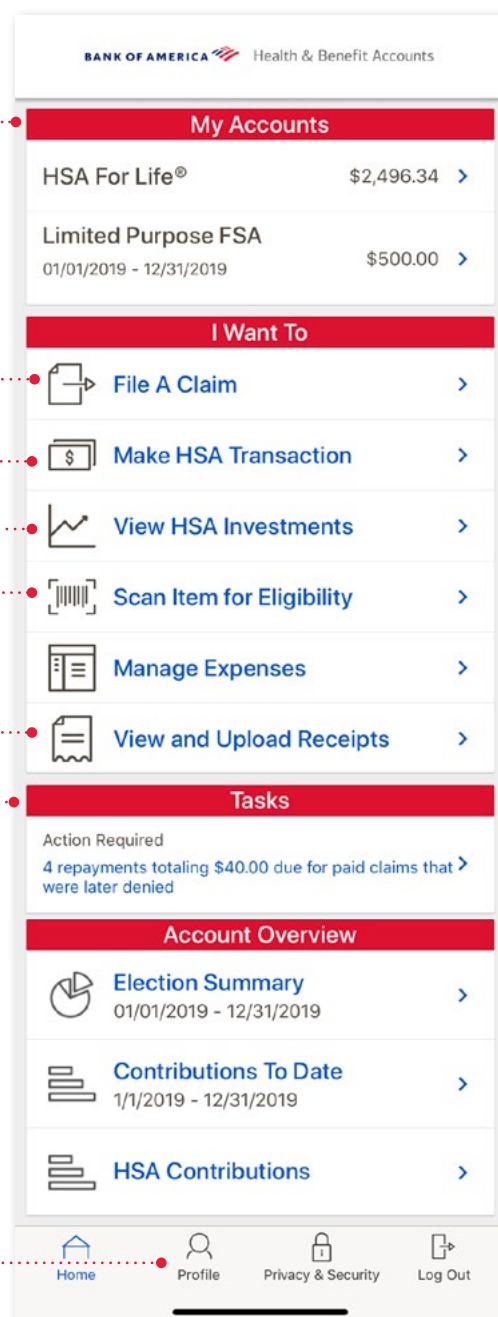 BANK OF AMERICA Health & Benefit Accounts
My Accounts
HSA For Life® $2,496.34
Limited Purpose FSA
01/01/2019 - 12/31/2019 $500.00
I Want To
File A Claim
$ Make HSA Transaction
View HSA Investments
Scan Item for Eligibility
Manage Expenses
View and Upload Receipts
Tasks
Action Required
4 repayments totaling $40.00 due for paid claims that
were later denied
Account Overview
Election Summary
01/01/2019 - 12/31/2019
Contributions To Date
1/1/2019 - 12/31/2019
HSA Contributions
Home Profile Privacy & Security Log Out